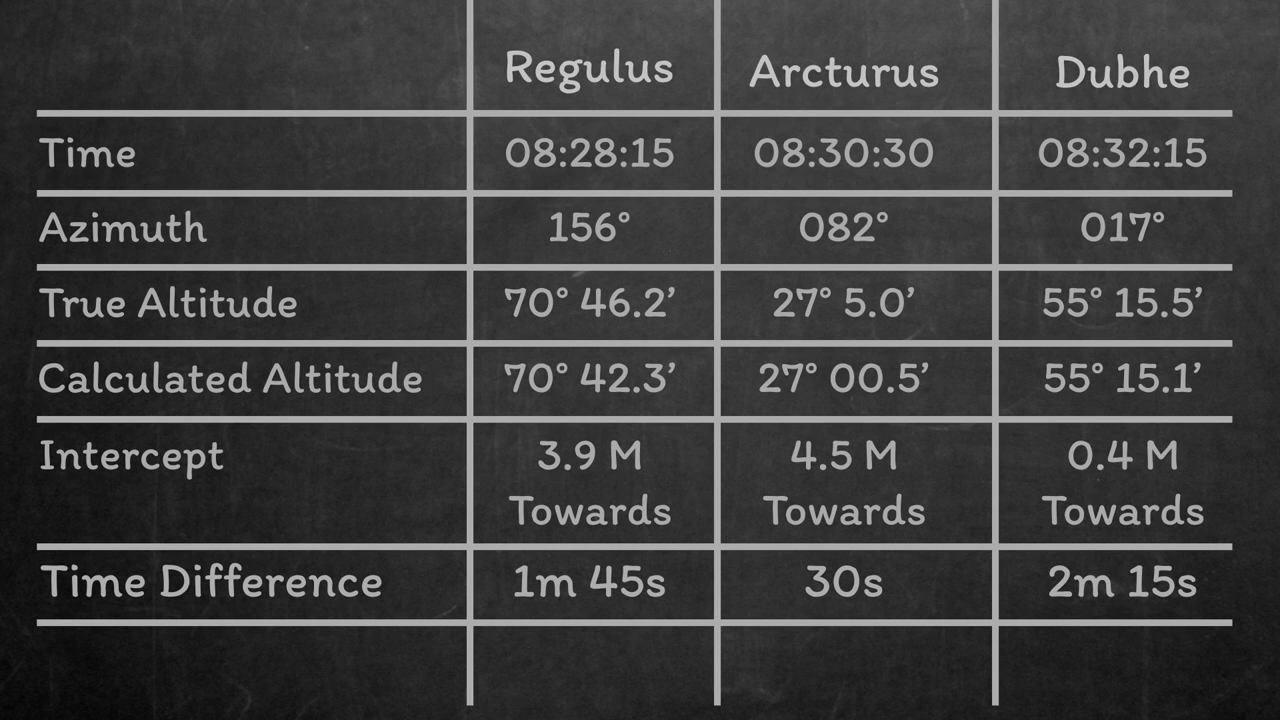 Regulus Arcturus Dubhe
Time 08:28:15 08:30:30 08:32:15
Azimuth 156° 082° 017°
True Altitude 70° 46.2’ 27° 5.0’ 55° 15.5’
Calculated Altitude 70° 42.3’ 27° 00.5’ 55° 15.1’
Intercept 3.9 M 4.5 M 0.4 M
Towards Towards Towards
Time Difference 1m 45s 30s 2m 15s